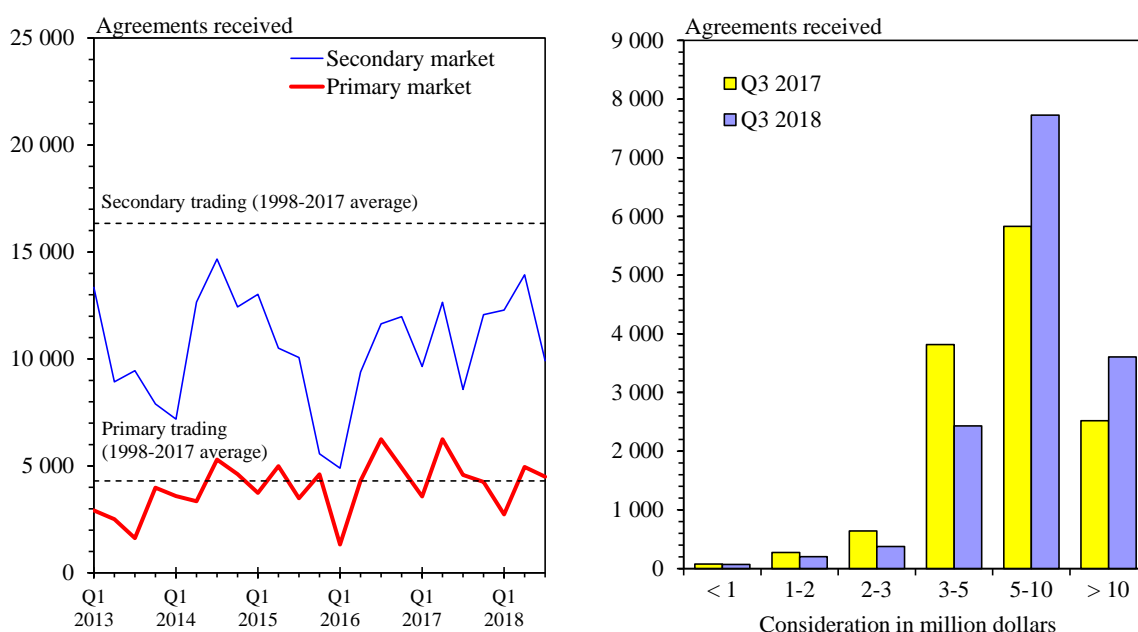 Agreements received
25 000
20 000
15 000
10 000
5 000
0
Secondary market
Primary market
Secondary trading (1998-2017 average)
Primary trading
(1998-2017 average)
Q1 Q1 Q1 Q1 Q1 Q1
2013 2014 2015 2016 2017 2018
Agreements received
9 000
8 000
7 000
6 000
5 000
4 000
3 000
2 000
1 000
0
Q3 2017
Q3 2018
< 1 1-2 2-3 3-5 5-10 > 10
Consideration in million dollars